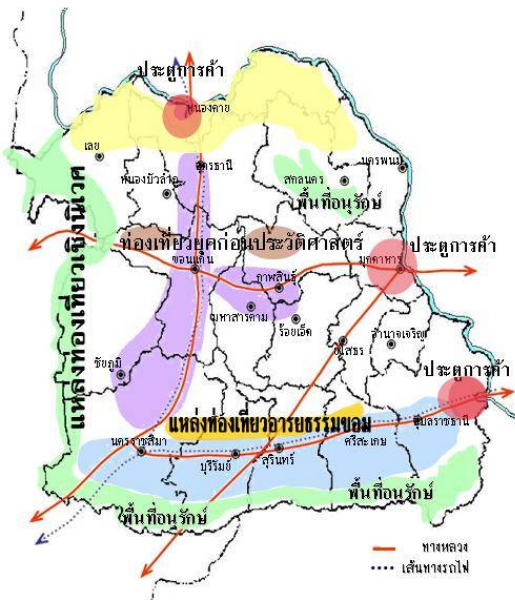 ประตูการค้า
หนองคาย
เลย
อุดรธานี
หนองบัวลำภู
สกลนคร
นครพนม
พื้นที่อนุรักษ์
แหล่งท่องเที่ยวเชิงนิเวศ
ท่องเที่ยวยุคก่อนประวัติศาสตร์
ประตูการค้า
ขอนแก่น
กาฬสินธุ์
มุกดาหาร
มหาสารคาม
ร้อยเอ็ด
ยโสธร
อำนาจเจริญ
ชัยภูมิ
ประตูการค้า
แหล่งท่องเที่ยวอารยธรรมขอม
อุบลราชธานี
นครราชสีมา
บุรีรัมย์
สุรินทร์
ศรีสะเกษ
พื้นที่อนุรักษ์
พื้นที่อนุรักษ์
ทางหลวง
เส้นทางรถไฟ